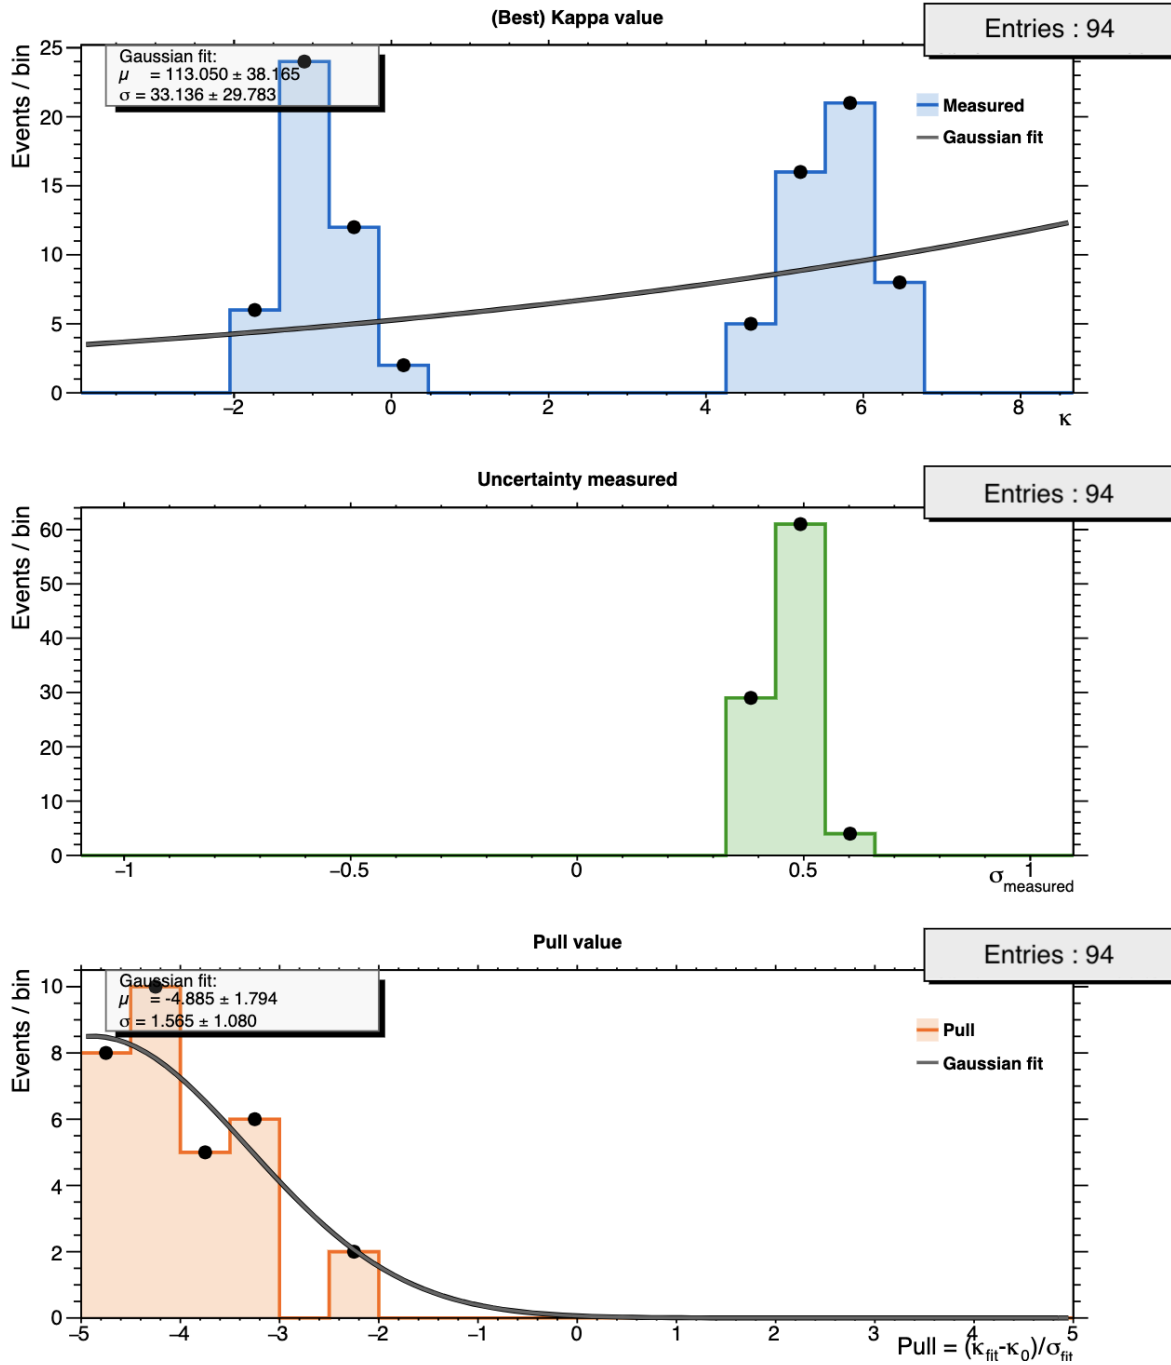 (Best) Kappa value
Entries : 94
Events / bin
25
20
15
10
5
0
Gaussian fit:
μ = 113.050 ± 38.165
σ = 33.136 ± 29.783
Measured
Gaussian fit
−2 0 2 4 6 8
κ
Uncertainty measured
Entries : 94
Events / bin
60
50
40
30
20
10
0
−1 −0.5 0 0.5 1
σmeasured
Pull value
Entries : 94
Events / bin
10
8
6
4
2
0
Gaussian fit:
μ = -4.885 ± 1.794
σ = 1.565 ± 1.080
Pull
Gaussian fit
−5 −4 −3 −2 −1 0 1 2 3 4 5
Pull = (κfit-κ0)/σfit